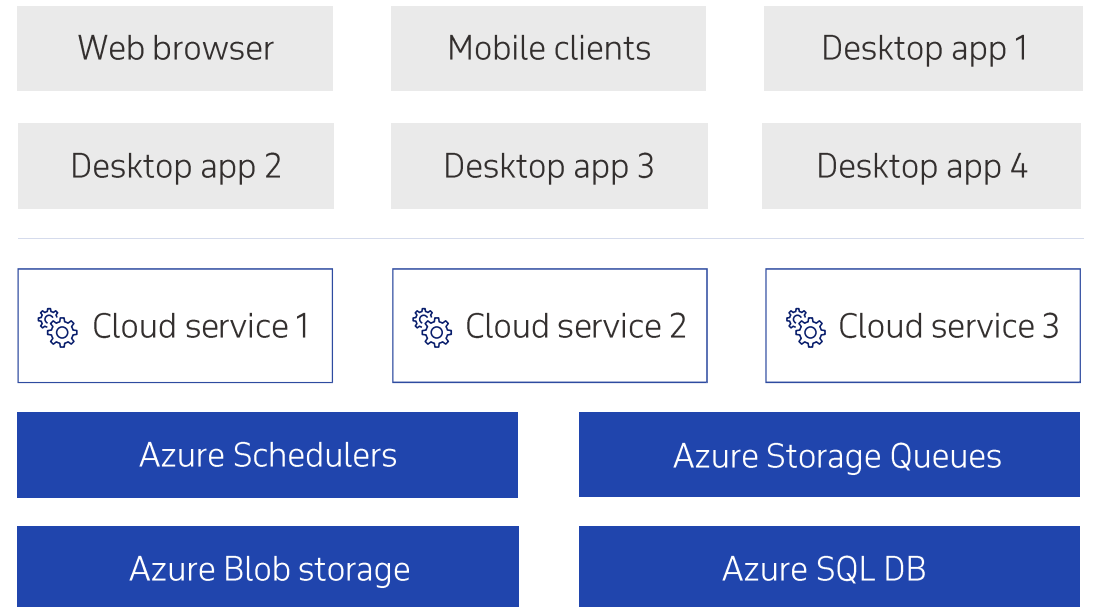 Web browser
Mobile clients
Desktop app 1
Desktop app 2
Desktop app 3
Desktop app 4
Cloud service 1
Cloud service 2
Cloud service 3
Azure Schedulers
Azure Storage Queues
Azure Blob storage
Azure SQL DB